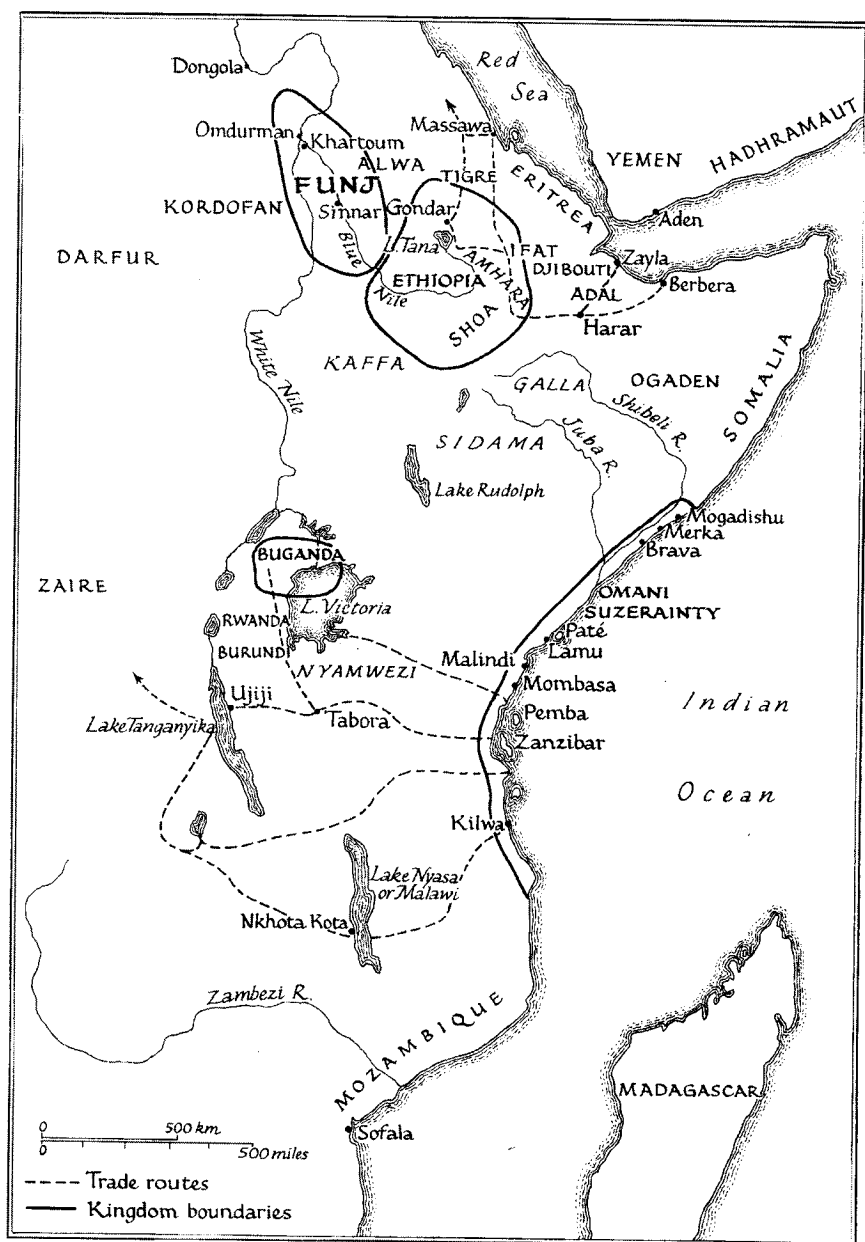 Dongola
Red
Sea
Omdurman
Khartoum
Massawa
ALWA
YEMEN
HADHRAMAUT
FUNJ
TIGRE
ERITREA
KORDOFAN
Sinnar
Gondar
Aden
Blue
L. Tana
IFAT
DARFUR
AMHARA
DJIBOUTI
Zayla
ETHIOPIA
Nile
ADAL
Berbera
SHOA
Harar
White Nile
KAFFA
GALLA
OGADEN
SOMALIA
Shibeli R.
SIDAMA
Juba R.
Lake Rudolph
Mogadishu
Merka
Brava
BUGANDA
ZAIRE
L. Victoria
OMANI
SUZERAINTY
RWANDA
Paté
Lamu
BURUNDI
NYAMWEZI
Malindi
Mombasa
Indian
Ujiji
Lake Tanganyika
Tabora
Pemba
Zanzibar
Ocean
Kilwa
Lake Nyasa
or Malawi
Nkhota Kota
Zambezi R.
MOZAMBIQUE
MADAGASCAR
Sofala
0 500 km
0 500 miles
Trade routes
Kingdom boundaries